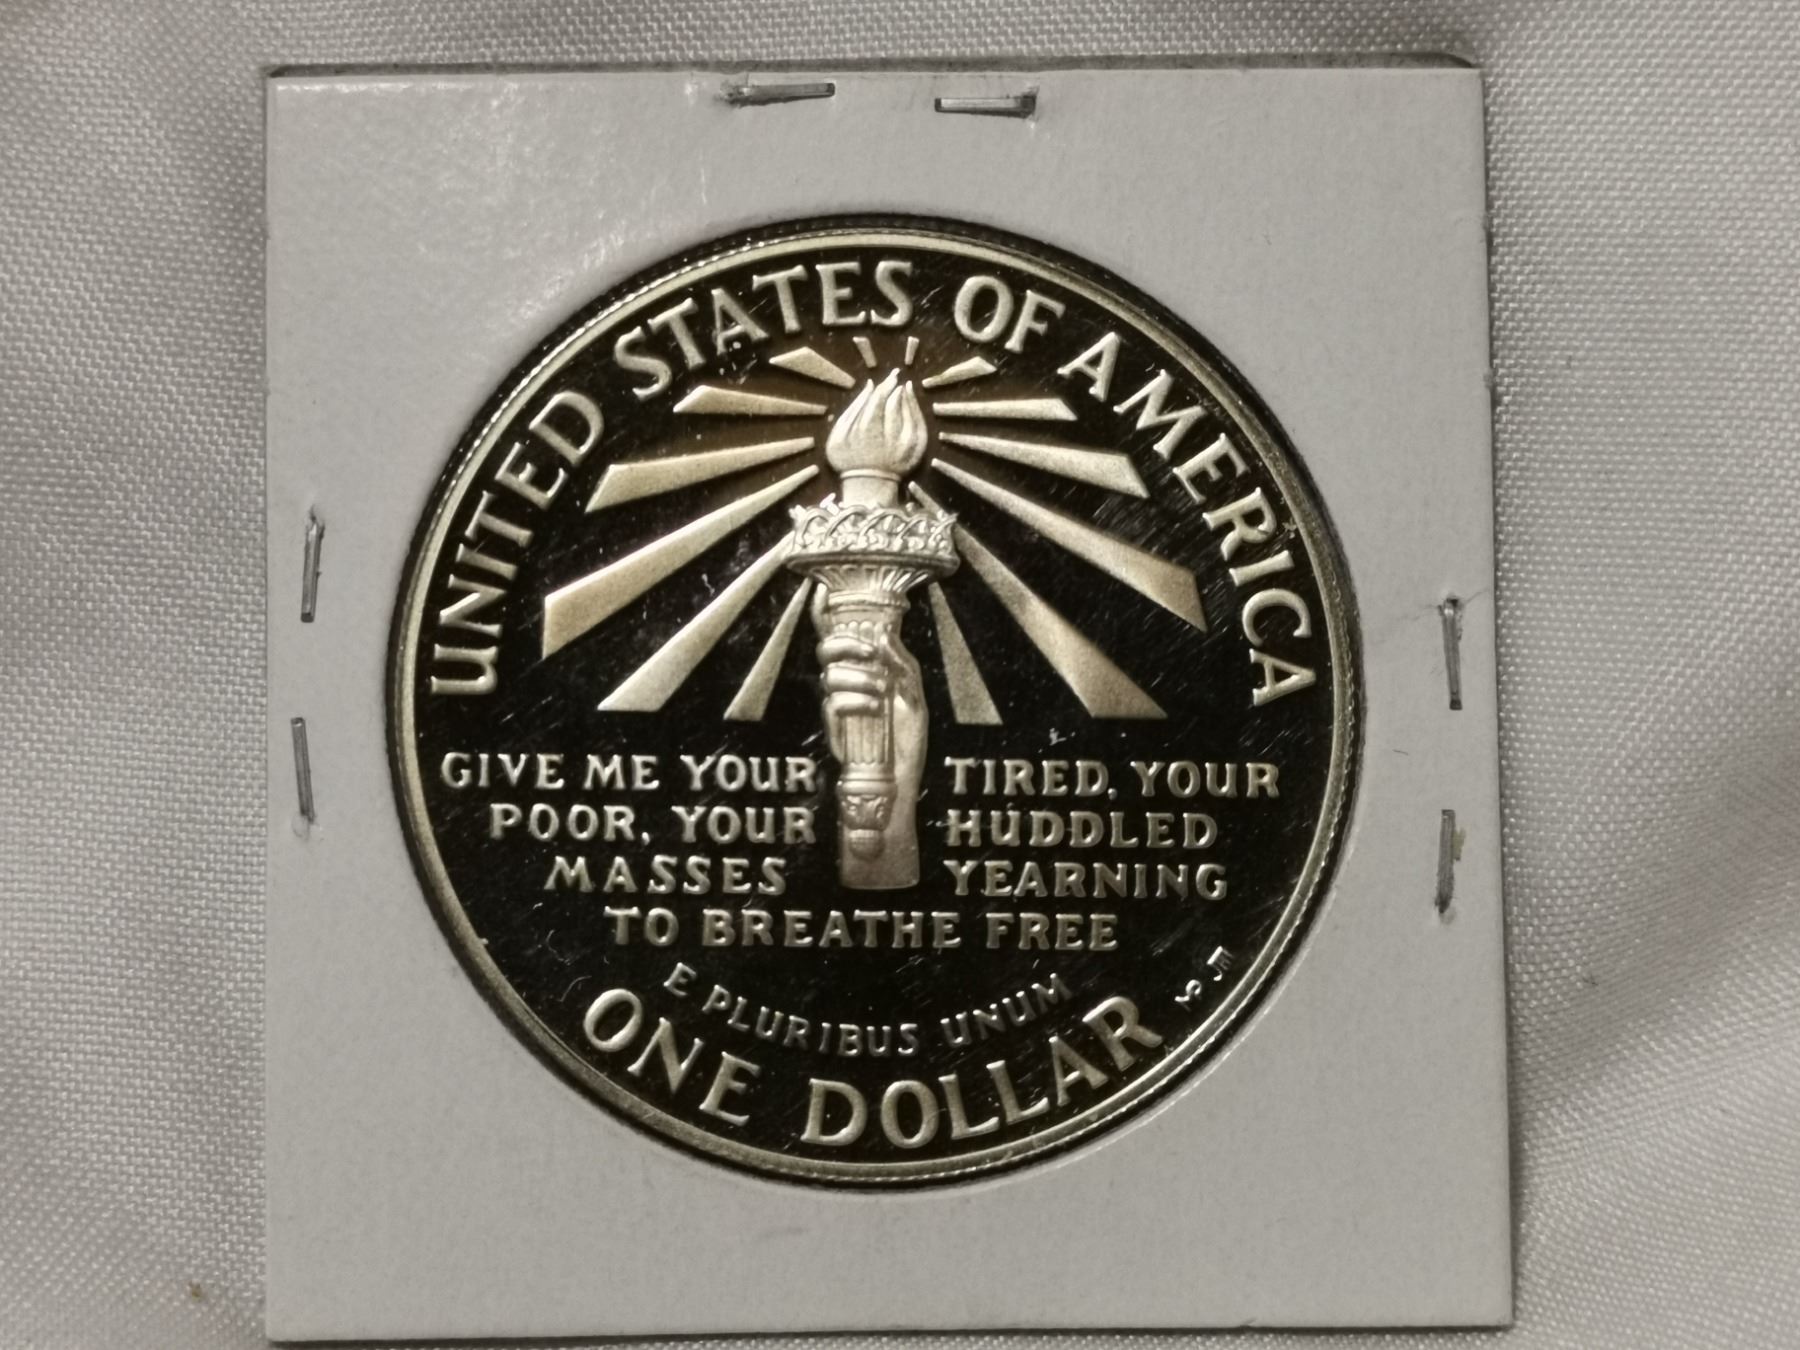 UNITED STATES OF AMERICA
GIVE ME YOUR TIRED, YOUR
POOR, YOUR HUDDLED
MASSES YEARNING
TO BREATHE FREE
E PLURIBUS UNUM
ONE DOLLAR